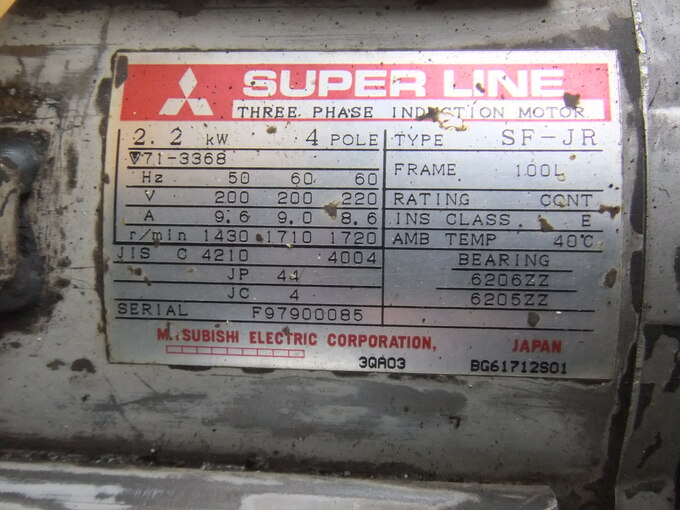 SUPER LINE
THREE PHASE INDUCTION MOTOR
2.2 kW 4 POLE
▽71-3368
Hz 50 60 60
V 200 200 220
A 9.6 9.0 8.6
r/min 1430 1710 1720
JIS C 4210 4004
JP 44
JC 4
SERIAL F97900085
TYPE SF-JR
FRAME 100L
RATING CONT
INS CLASS E
AMB TEMP 40℃
BEARING
6206ZZ
6205ZZ
MITSUBISHI ELECTRIC CORPORATION, JAPAN
3QA03 BG61712S01